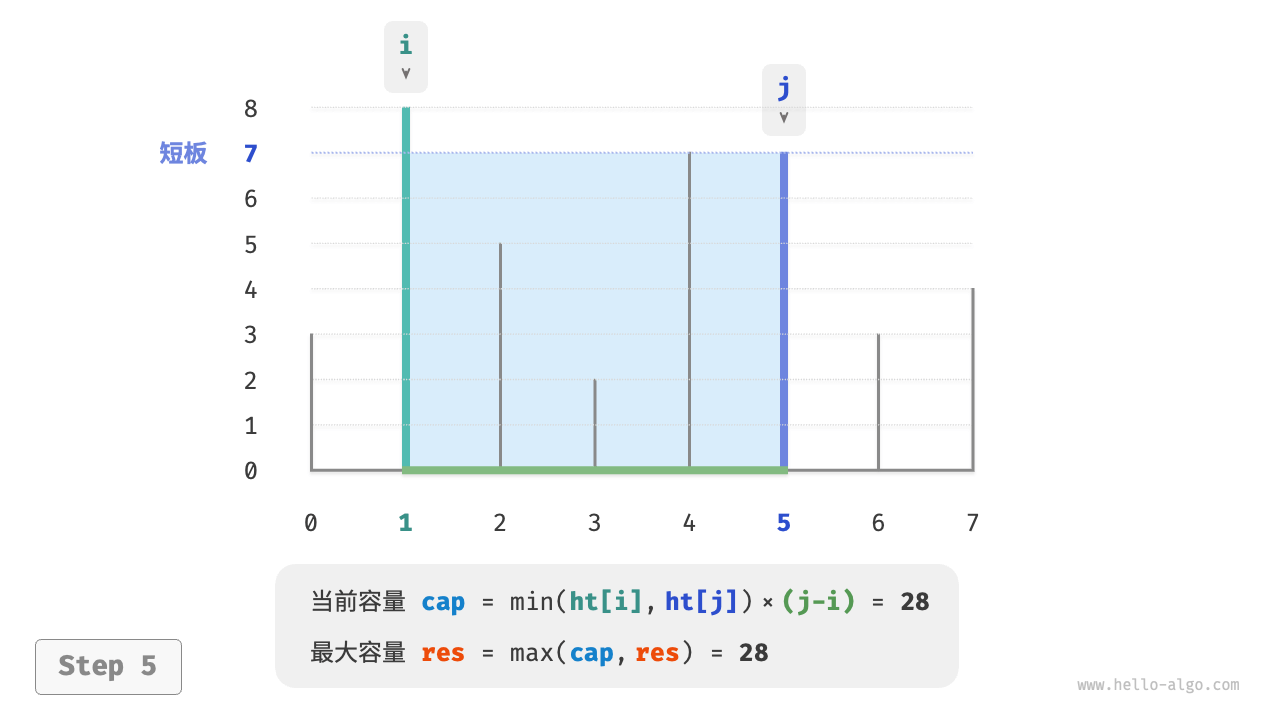 i
j
8
短板 7
6
5
4
3
2
1
0
0 1 2 3 4 5 6 7
当前容量 cap = min(ht[i], ht[j]) × (j-i) = 28
最大容量 res = max(cap, res) = 28
Step 5
www.hello-algo.com